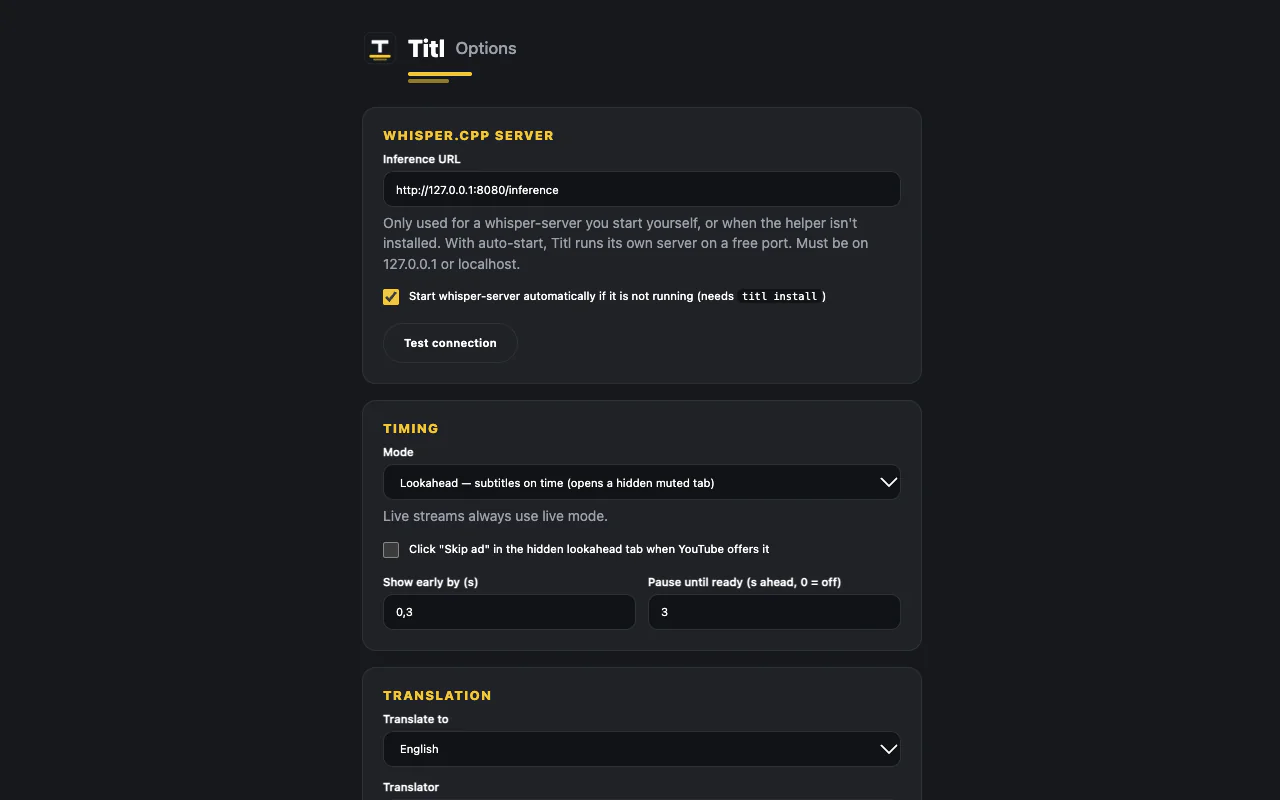 T Titl Options
WHISPER.CPP SERVER
Inference URL
http://127.0.0.1:8080/inference
Only used for a whisper-server you start yourself, or when the helper isn't
installed. With auto-start, Titl runs its own server on a free port. Must be on
127.0.0.1 or localhost.
Start whisper-server automatically if it is not running (needs titl install)
Test connection
TIMING
Mode
Lookahead — subtitles on time (opens a hidden muted tab)
Live streams always use live mode.
Click "Skip ad" in the hidden lookahead tab when YouTube offers it
Show early by (s) Pause until ready (s ahead, 0 = off)
0,3 3
TRANSLATION
Translate to
English
Translator